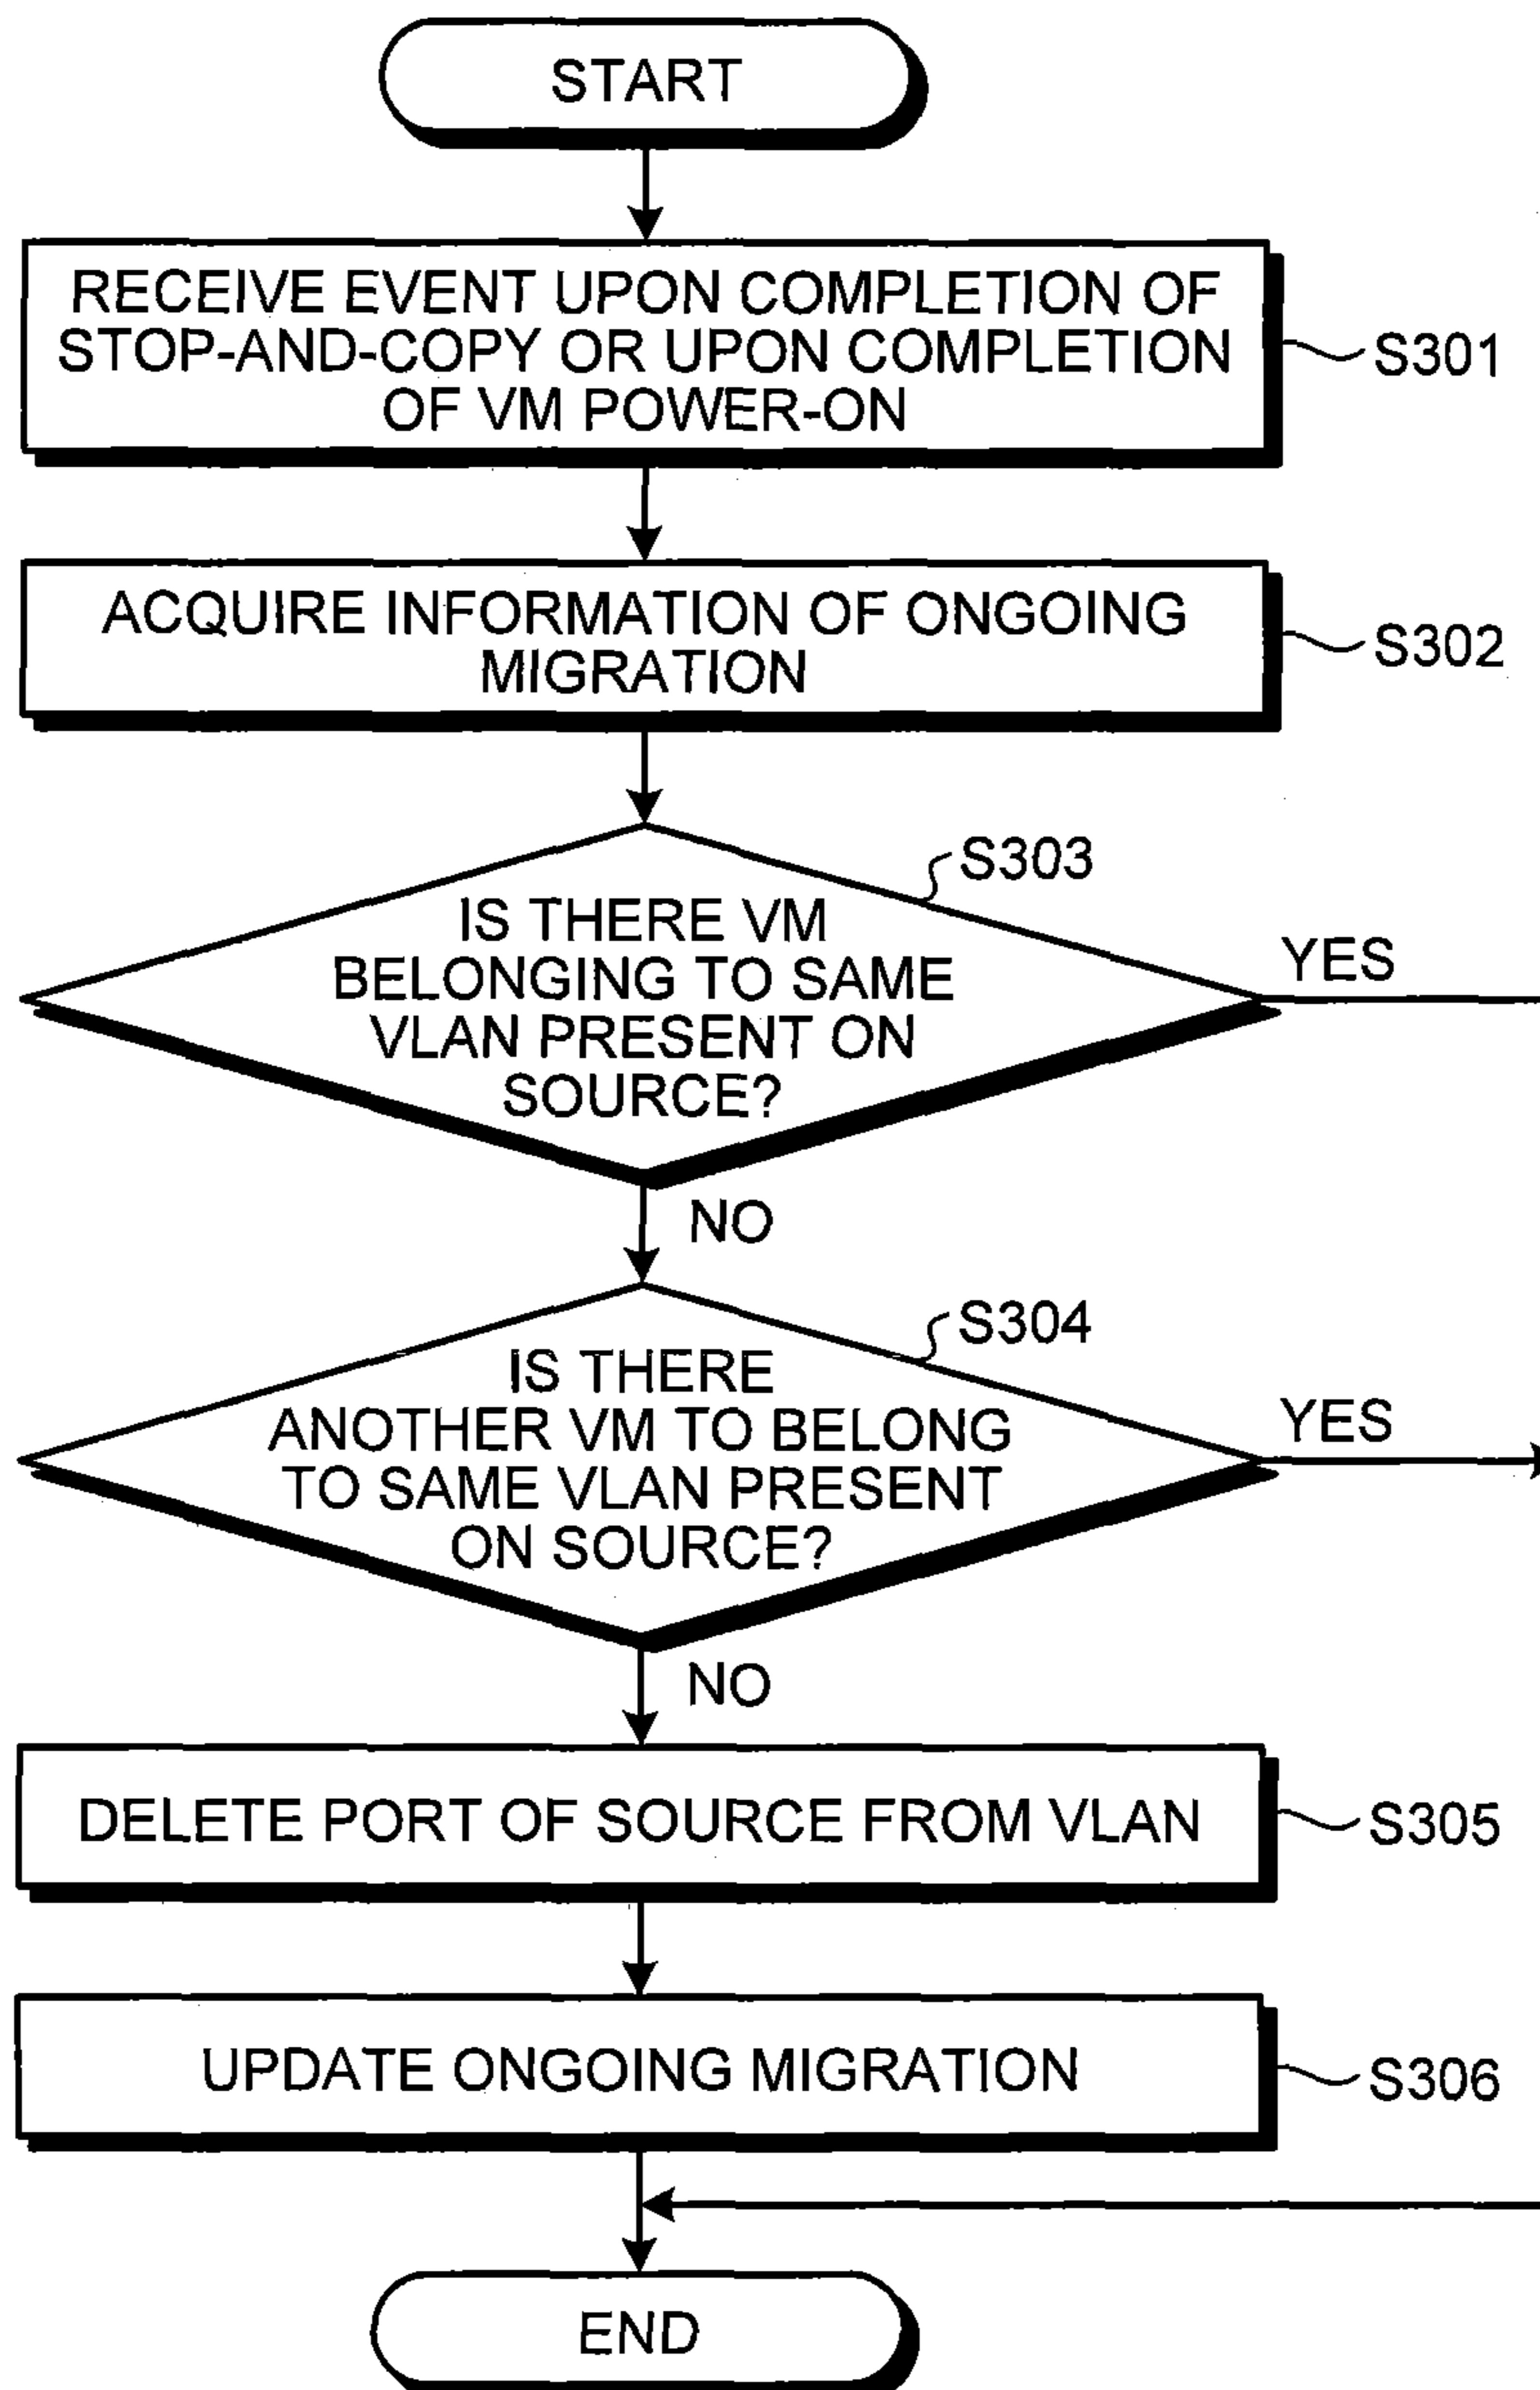 START
RECEIVE EVENT UPON COMPLETION OF
STOP-AND-COPY OR UPON COMPLETION
OF VM POWER-ON
S301
ACQUIRE INFORMATION OF ONGOING
MIGRATION
S302
S303
IS THERE VM
BELONGING TO SAME
VLAN PRESENT ON
SOURCE?
YES
NO
S304
IS THERE
ANOTHER VM TO BELONG
TO SAME VLAN PRESENT
ON SOURCE?
YES
NO
DELETE PORT OF SOURCE FROM VLAN
S305
UPDATE ONGOING MIGRATION
S306
END